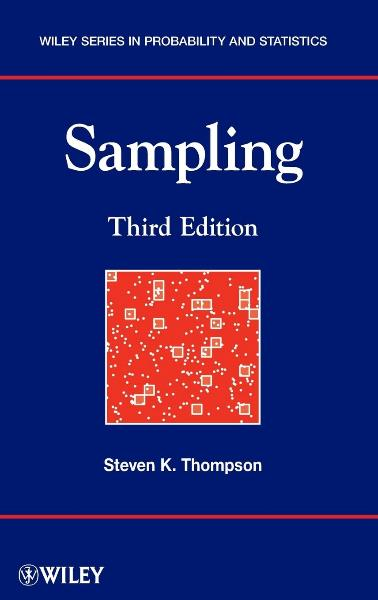 WILEY SERIES IN PROBABILITY AND STATISTICS
Sampling
Third Edition
Steven K. Thompson
WILEY